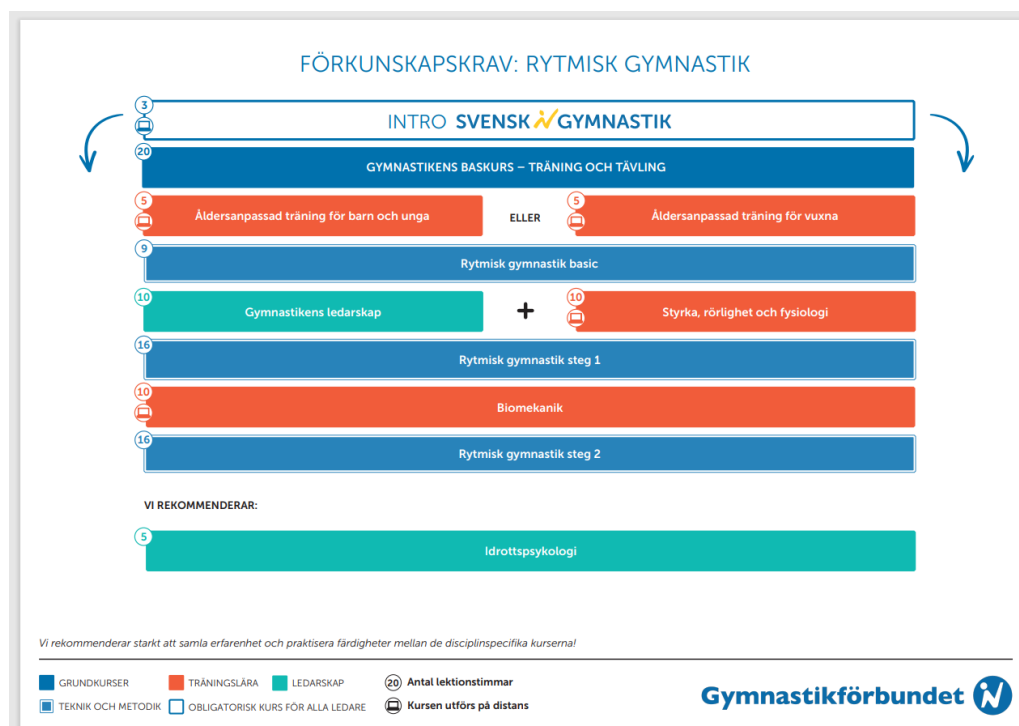 FÖRKUNSKAPSKRAV: RYTMISK GYMNASTIK
3
INTRO SVENSK GYMNASTIK
20
GYMNASTIKENS BASKURS – TRÄNING OCH TÄVLING
5
Åldersanpassad träning för barn och unga
ELLER
5
Åldersanpassad träning för vuxna
9
Rytmisk gymnastik basic
10
Gymnastikens ledarskap
+
10
Styrka, rörlighet och fysiologi
16
Rytmisk gymnastik steg 1
10
Biomekanik
16
Rytmisk gymnastik steg 2
VI REKOMMENDERAR:
5
Idrottspsykologi
Vi rekommenderar starkt att samla erfarenhet och praktisera färdigheter mellan de disciplinspecifika kurserna!
GRUNDKURSER
TRÄNINGSLÄRA
LEDARSKAP
20 Antal lektionstimmar
TEKNIK OCH METODIK
OBLIGATORISK KURS FÖR ALLA LEDARE
Kursen utförs på distans
Gymnastikförbundet